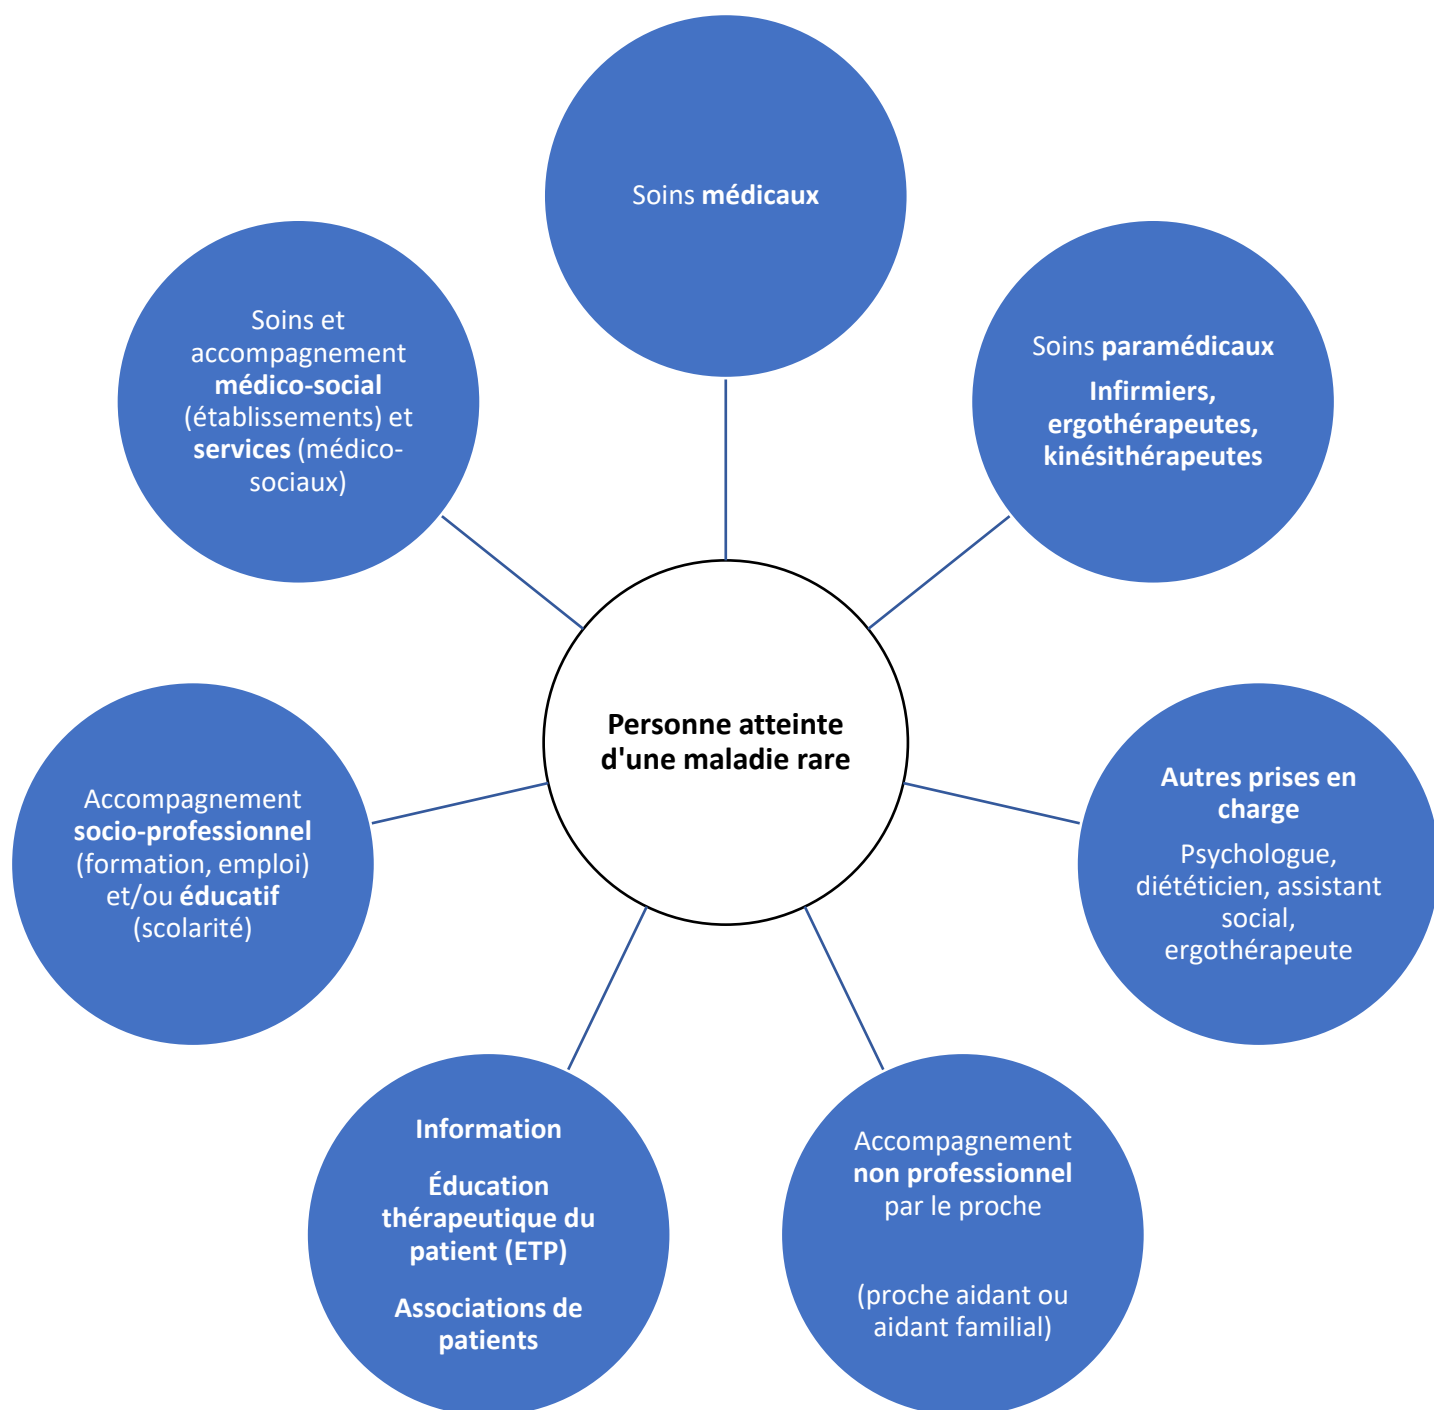 Soins médicaux
Soins paramédicaux
Infirmiers,
ergothérapeutes,
kinésithérapeutes
Autres prises en
charge
Psychologue,
diététicien, assistant
social,
ergothérapeute
Accompagnement
non professionnel
par le proche
(proche aidant ou
aidant familial)
Information
Éducation
thérapeutique du
patient (ETP)
Associations de
patients
Accompagnement
socio-professionnel
(formation, emploi)
et/ou éducatif
(scolarité)
Soins et
accompagnement
médico-social
(établissements) et
services (médico-
sociaux)
Personne atteinte
d'une maladie rare